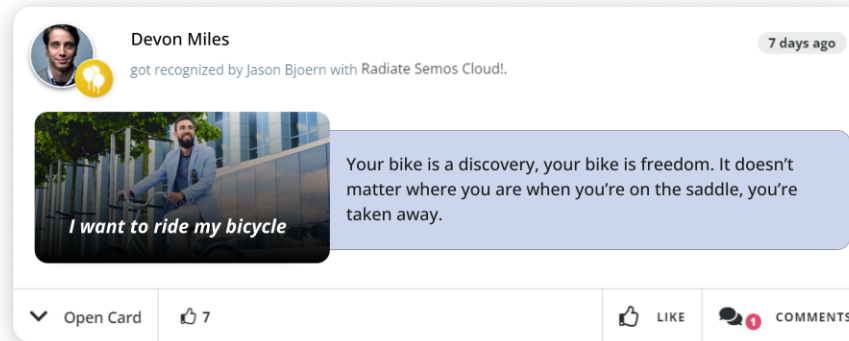 Devon Miles
7 days ago
got recognized by Jason Bjoern with Radiate Semos Cloud!.
I want to ride my bicycle
Your bike is a discovery, your bike is freedom. It doesn’t
matter where you are when you’re on the saddle, you’re
taken away.
Open Card
7
LIKE
1
COMMENTS